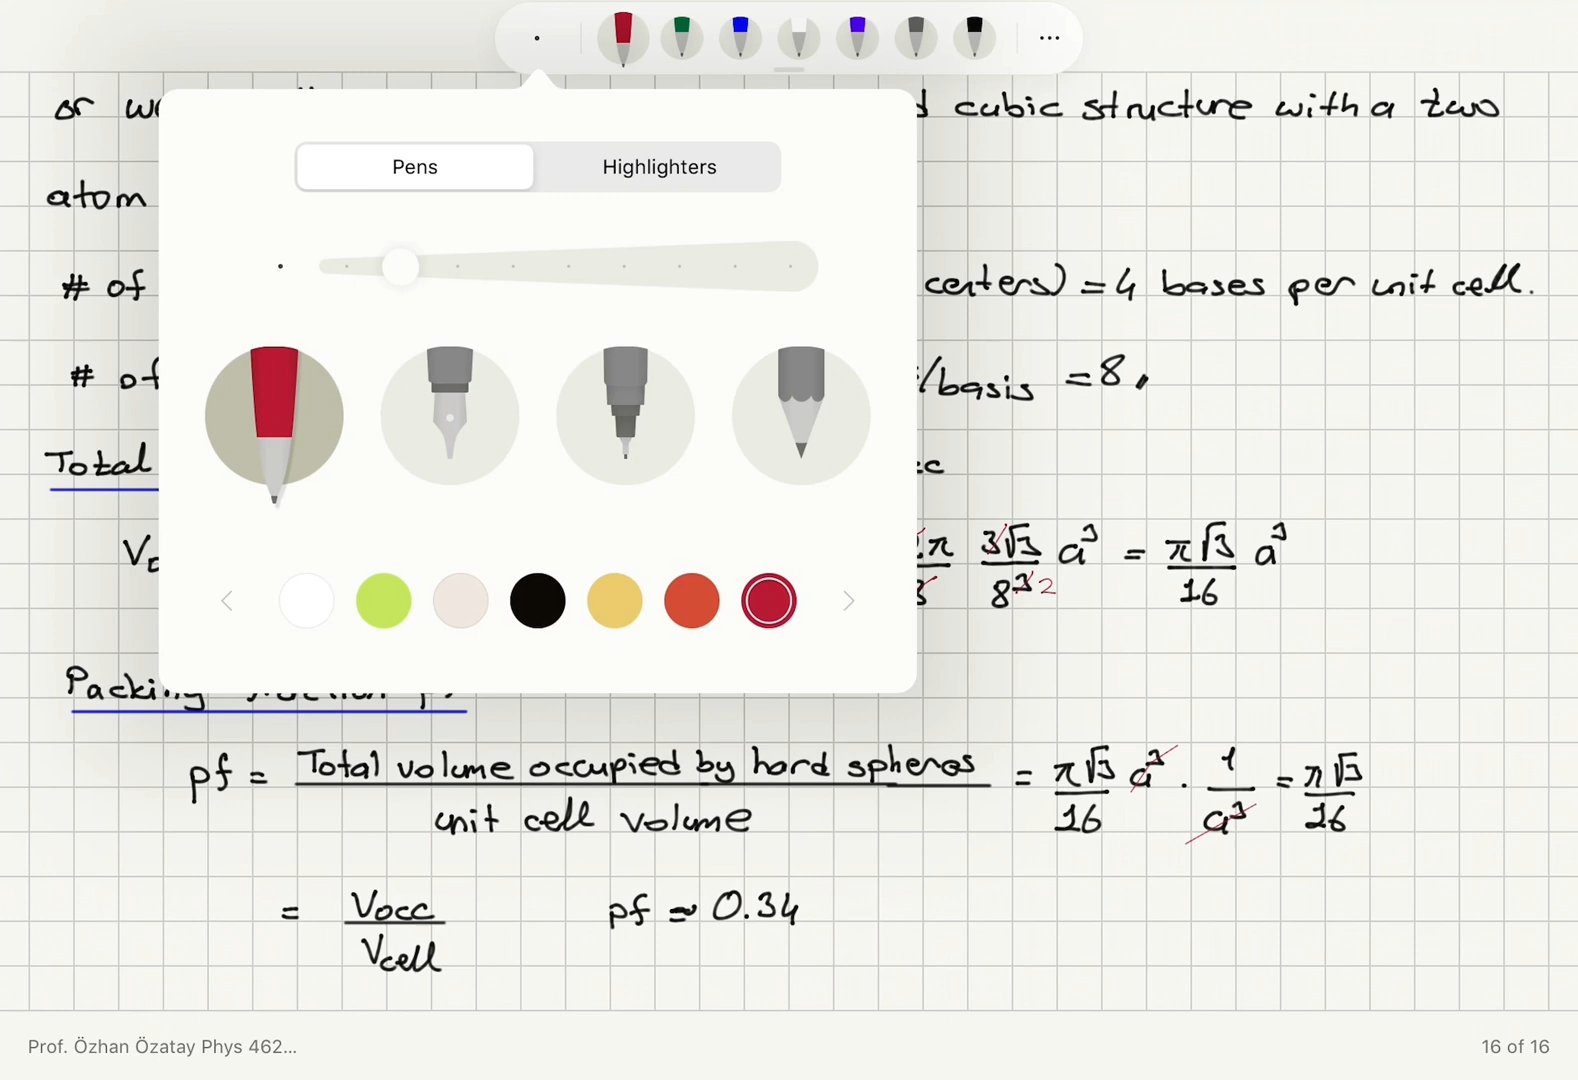 Pens Highlighters
or cubic structure with a two
atom
# of centers) = 4 bases per unit cell.
# of /basis = 8.
Total
3√3/8 3 2 a³ = π√3/16 a³
Packing
pf = Total volume occupied by hard spheres / unit cell volume = π√3/16 a³ · 1/a³ = π√3/16
= Vocc/Vcell pf ≃ 0.34
Prof. Özhan Özatay Phys 462... 16 of 16